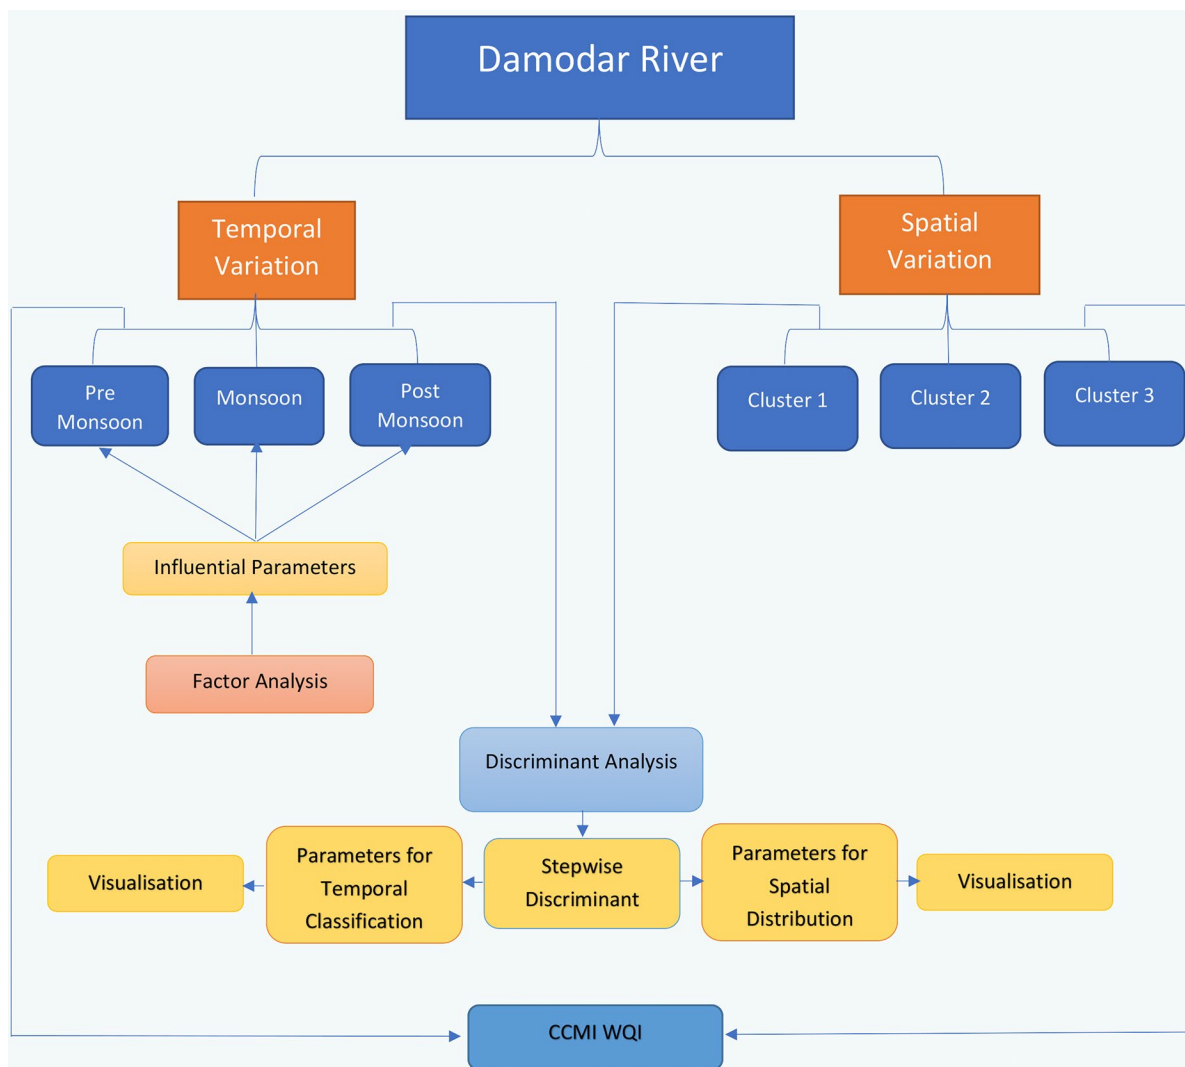 Damodar River
Temporal
Variation
Spatial
Variation
Pre
Monsoon
Monsoon
Post
Monsoon
Cluster 1
Cluster 2
Cluster 3
Influential Parameters
Factor Analysis
Discriminant Analysis
Visualisation
Parameters for
Temporal
Classification
Stepwise
Discriminant
Parameters for
Spatial
Distribution
Visualisation
CCMI WQI